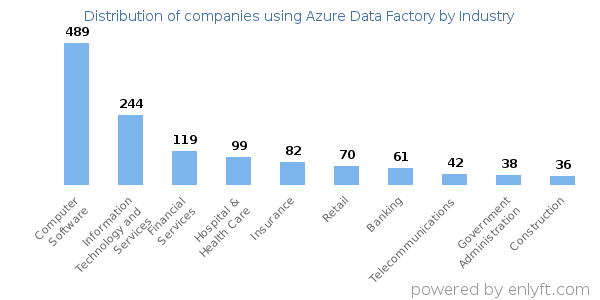 Distribution of companies using Azure Data Factory by Industry
489
244
119
99
82
70
61
42
38
36
Computer
Software
Information
Technology and
Services
Financial
Services
Hospital &
Health Care
Insurance
Retail
Banking
Telecommunications
Government
Administration
Construction
powered by enlyft.com